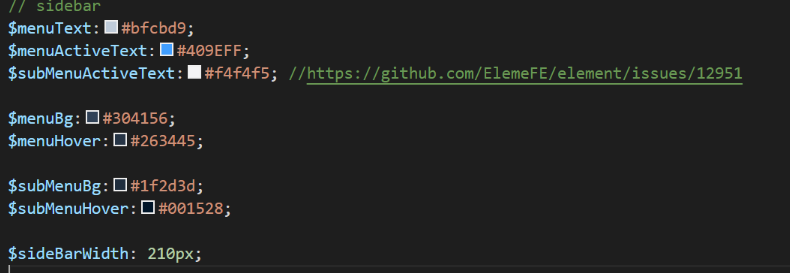 // sidebar
$menuText:#bfcbd9;
$menuActiveText:#409EFF;
$subMenuActiveText:#f4f4f5; //https://github.com/ElemeFE/element/issues/12951
$menuBg:#304156;
$menuHover:#263445;
$subMenuBg:#1f2d3d;
$subMenuHover:#001528;
$sideBarWidth: 210px;